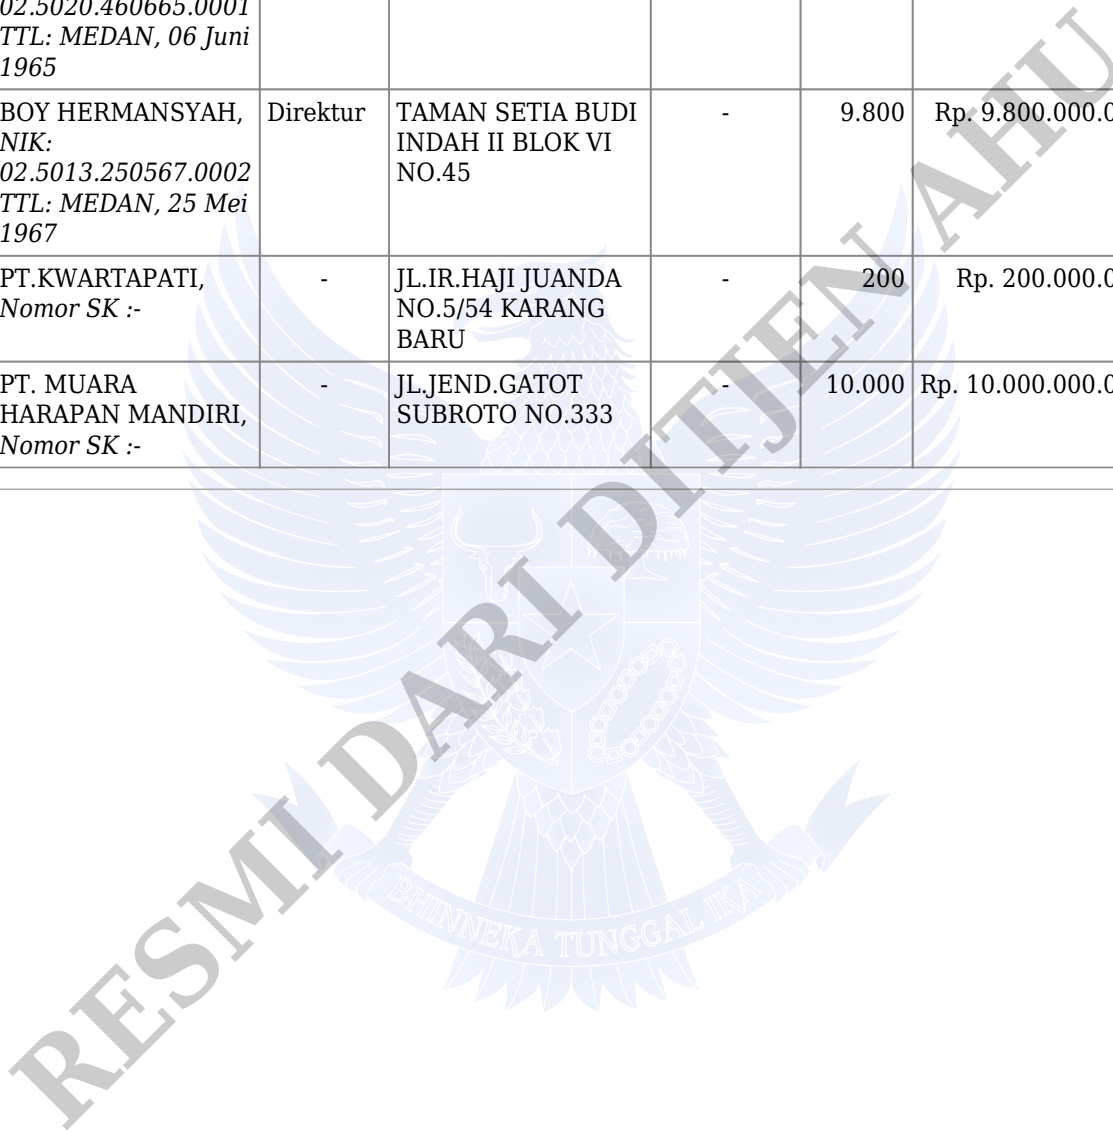 02.5020.460665.0001
TTL: MEDAN, 06 Juni
1965
BOY HERMANSYAH,
NIK:
02.5013.250567.0002
TTL: MEDAN, 25 Mei
1967
Direktur
TAMAN SETIA BUDI
INDAH II BLOK VI
NO.45
-
9.800
Rp. 9.800.000.0
PT.KWARTAPATI,
Nomor SK :-
-
JL.IR.HAJI JUANDA
NO.5/54 KARANG
BARU
-
200
Rp. 200.000.0
PT. MUARA
HARAPAN MANDIRI,
Nomor SK :-
-
JL.JEND.GATOT
SUBROTO NO.333
-
10.000
Rp. 10.000.000.0
RESMI DARI DITJEN AHU
BHINNEKA TUNGGAL IKA